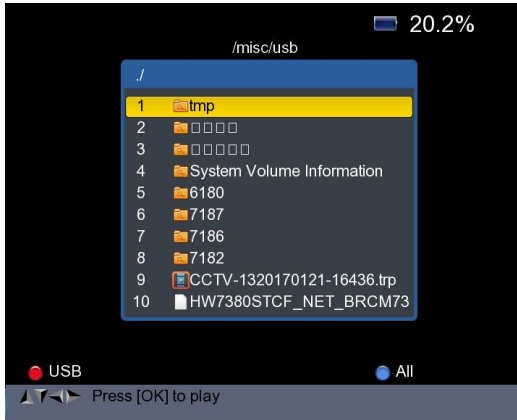 20.2%
/misc/usb
./
1 tmp
2 □□□□
3 □□□□□
4 System Volume Information
5 6180
6 7187
7 7186
8 7182
9 CCTV-1320170121-16436.trp
10 HW7380STCF_NET_BRCM73
USB All
Press [OK] to play